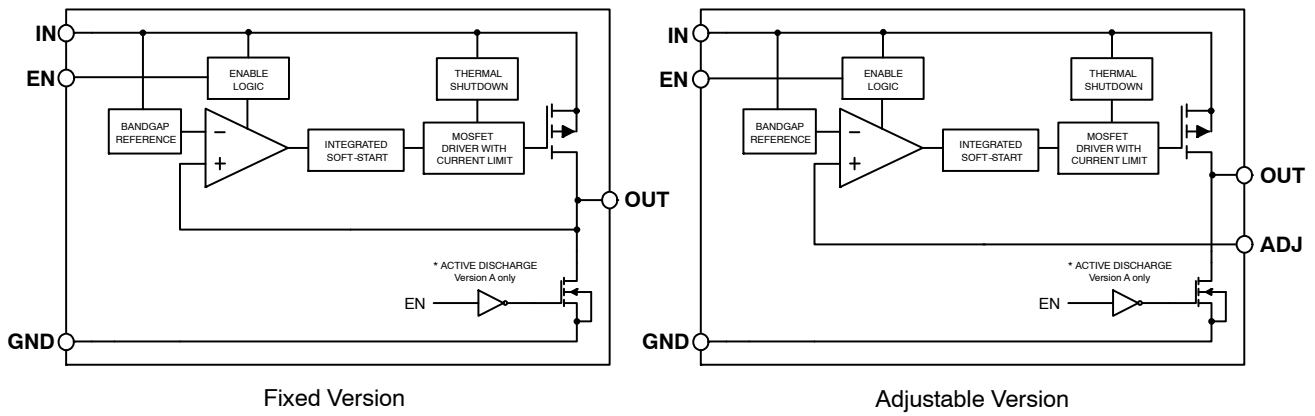 IN
EN
ENABLE
LOGIC
THERMAL
SHUTDOWN
BANDGAP
REFERENCE
−
+
INTEGRATED
SOFT-START
MOSFET
DRIVER WITH
CURRENT LIMIT
OUT
* ACTIVE DISCHARGE
Version A only
EN
GND
Fixed Version
IN
EN
ENABLE
LOGIC
THERMAL
SHUTDOWN
BANDGAP
REFERENCE
−
+
INTEGRATED
SOFT-START
MOSFET
DRIVER WITH
CURRENT LIMIT
OUT
ADJ
* ACTIVE DISCHARGE
Version A only
EN
GND
Adjustable Version